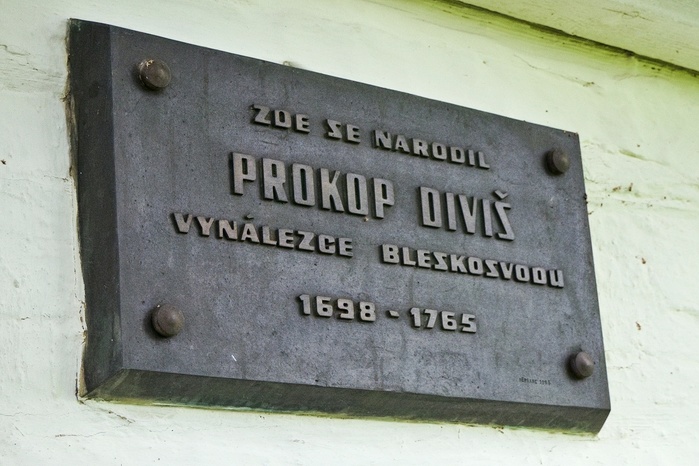 ZDE SE NARODIL
PROKOP DIVIŠ
VYNÁLEZCE BLESKOSVODU
1698 - 1765